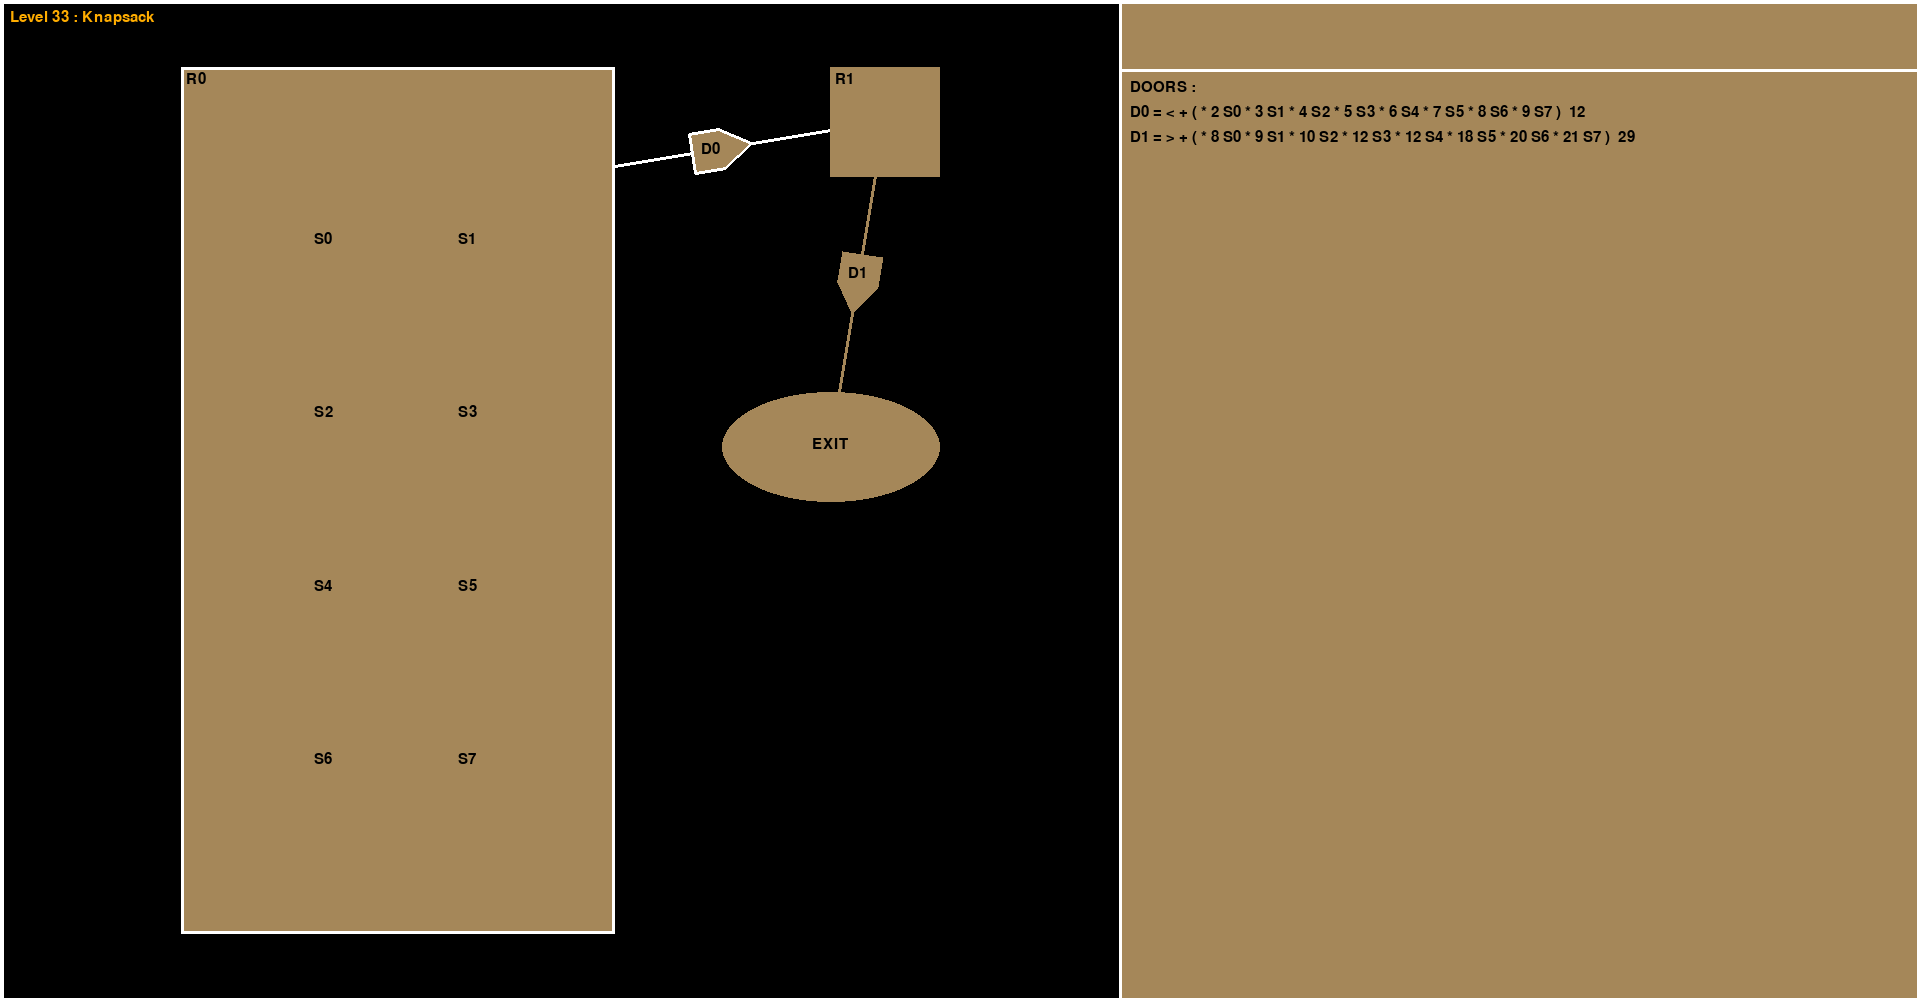 Level 33 : Knapsack
R0
R1
D0
S0 S1
D1
S2 S3
EXIT
S4 S5
S6 S7
DOORS :
D0 = < + ( * 2 S0 * 3 S1 * 4 S2 * 5 S3 * 6 S4 * 7 S5 * 8 S6 * 9 S7 ) 12
D1 = > + ( * 8 S0 * 9 S1 * 10 S2 * 12 S3 * 12 S4 * 18 S5 * 20 S6 * 21 S7 ) 29